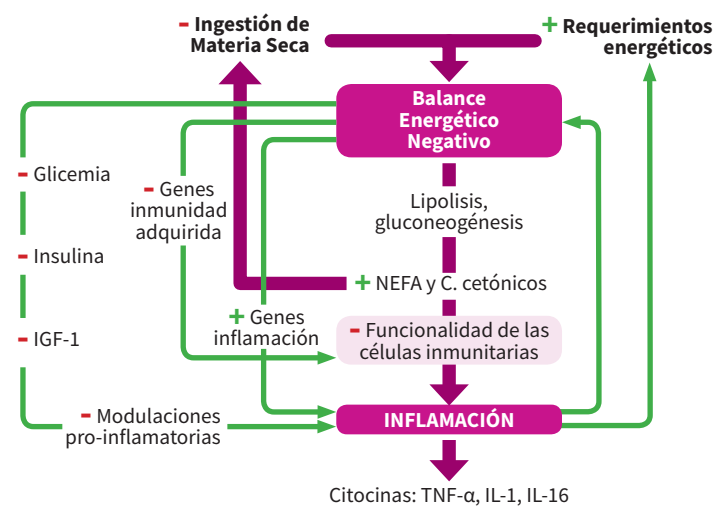 - Ingestión de
Materia Seca
+ Requerimientos
energéticos
Balance
Energético
Negativo
- Glicemia
- Genes
inmunidad
adquirida
Lipolisis,
gluconeogénesis
- Insulina
+ NEFA y C. cetónicos
+ Genes
inflamación
- Funcionalidad de las
células inmunitarias
- IGF-1
- Modulaciones
pro-inflamatorias
INFLAMACIÓN
Citocinas: TNF-α, IL-1, IL-16